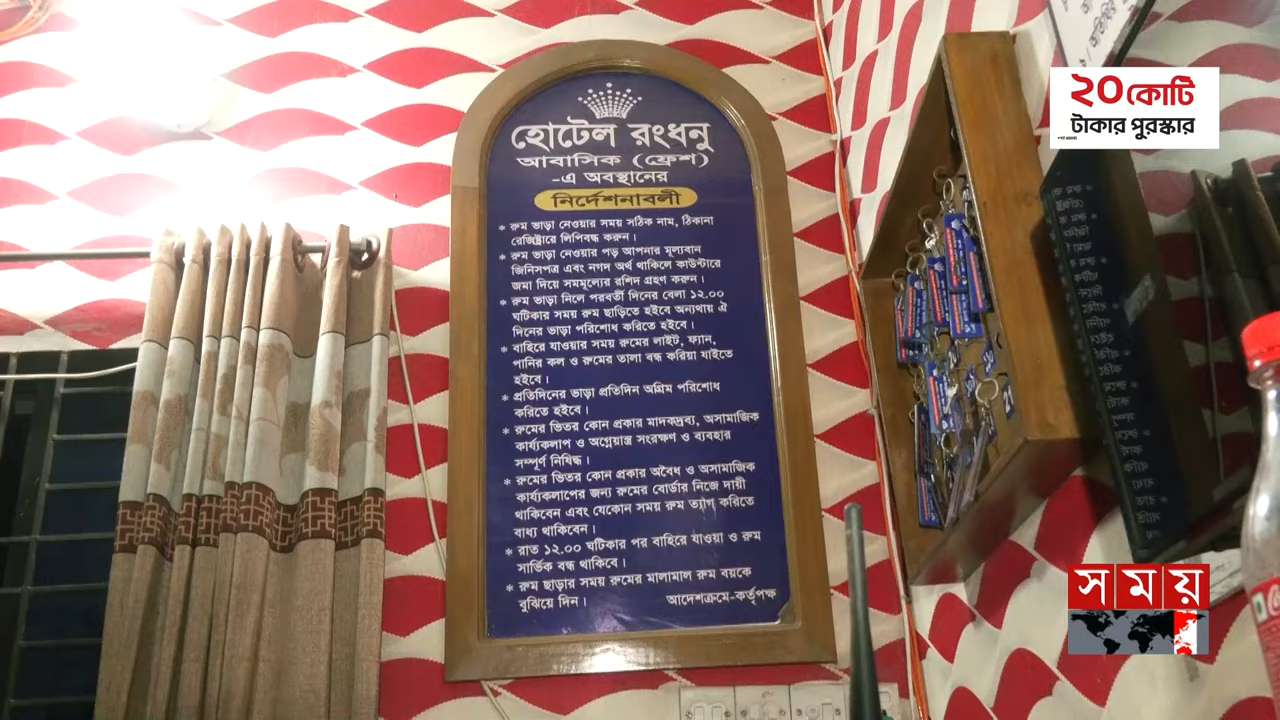 হোটেল রংধনু
আবাসিক (ফ্রেশ)
-এ অবস্থানের
নির্দেশনাবলী
* রুম ভাড়া নেওয়ার সময় সঠিক নাম, ঠিকানা
রেজিষ্ট্রারে লিপিবদ্ধ করুন।
* রুম ভাড়া নেওয়ার পড় আপনার মূল্যবান
জিনিসপত্র এবং নগদ অর্থ থাকিলে কাউন্টারে
জমা দিয়ে সমমূল্যের রশিদ গ্রহণ করুন।
* রুম ভাড়া নিলে পরবর্তী দিনের বেলা ১২.০০
ঘটিকার সময় রুম ছাড়িতে হইবে অন্যথায় ঐ
দিনের ভাড়া পরিশোধ করিতে হইবে।
* বাহিরে যাওয়ার সময় রুমের লাইট, ফ্যান,
পানির কল ও রুমের তালা বন্ধ করিয়া যাইতে
হইবে।
* প্রতিদিনের ভাড়া প্রতিদিন অগ্রিম পরিশোধ
করিতে হইবে।
* রুমের ভিতর কোন প্রকার মাদকদ্রব্য, অসামাজিক
কার্য্যকলাপ ও অগ্নেয়াস্ত্র সংরক্ষণ ও ব্যবহার
সম্পূর্ণ নিষিদ্ধ।
* রুমের ভিতর কোন প্রকার অবৈধ ও অসামাজিক
কার্য্যকলাপের জন্য রুমের বোর্ডার নিজে দায়ী
থাকিবেন এবং যেকোন সময় রুম ত্যাগ করিতে
বাধ্য থাকিবেন।
* রাত ১২.০০ ঘটিকার পর বাহিরে যাওয়া ও রুম
সার্ভিক বন্ধ থাকিবে।
* রুম ছাড়ার সময় রুমের মালামাল রুম বয়কে
বুঝিয়ে দিন।
আদেশক্রমে-কর্তৃপক্ষ
২০ কোটি
টাকার পুরস্কার
21
সময়